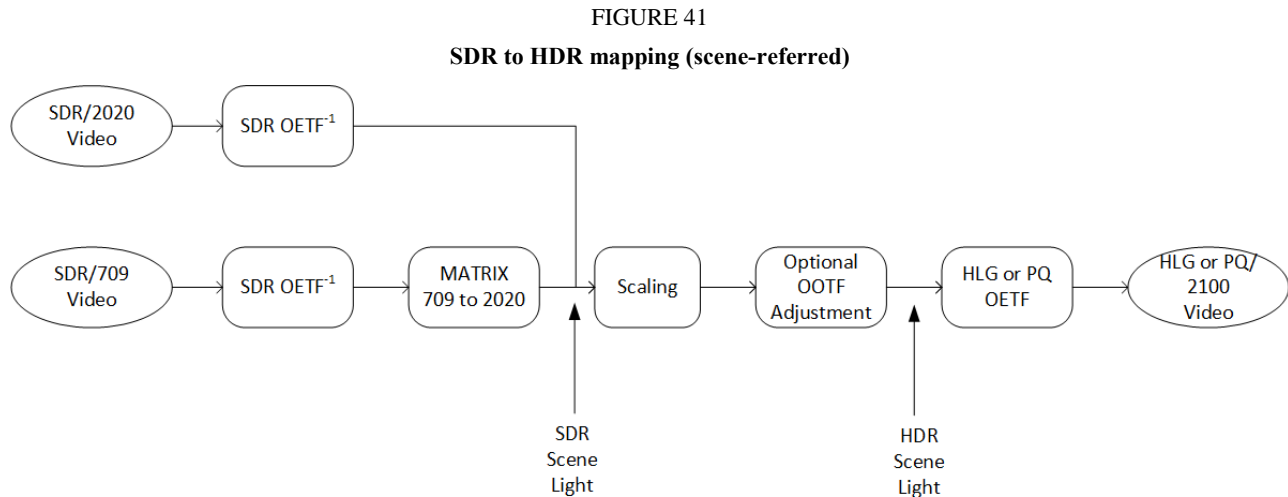 FIGURE 41
SDR to HDR mapping (scene-referred)
SDR/2020
Video
SDR OETF⁻¹
SDR/709
Video
SDR OETF⁻¹
MATRIX
709 to 2020
Scaling
Optional
OOTF
Adjustment
HLG or PQ
OETF
HLG or PQ/
2100
Video
SDR
Scene
Light
HDR
Scene
Light